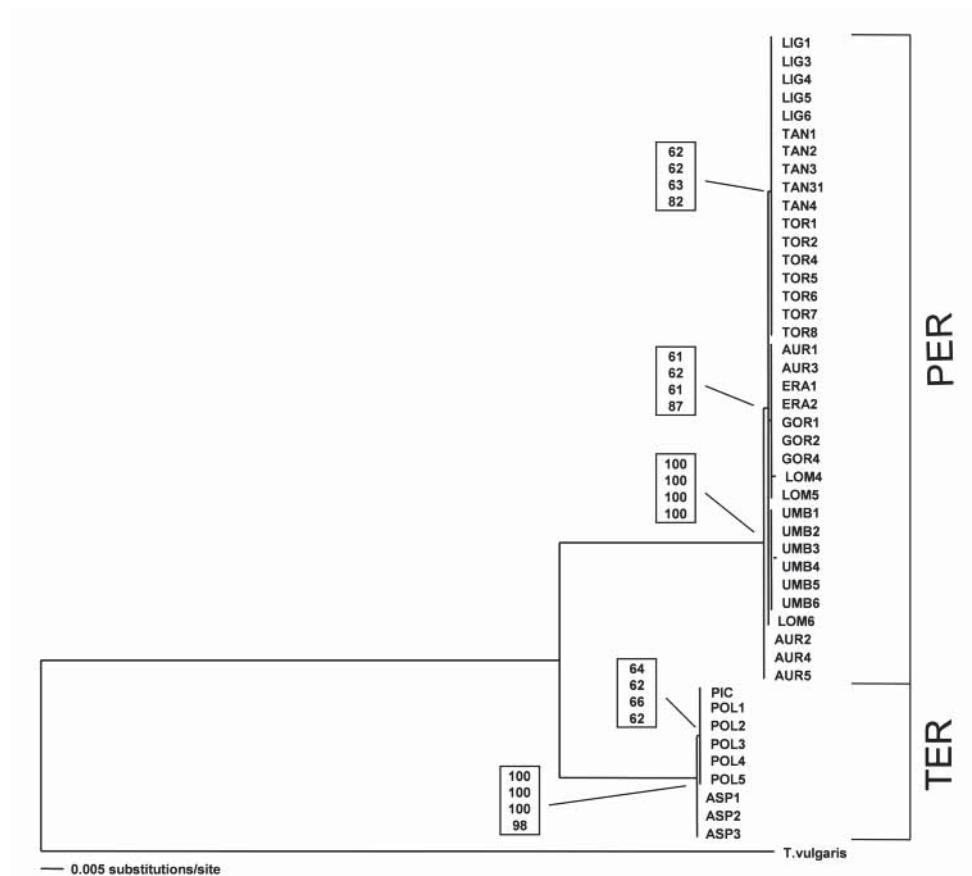 LIG1
LIG3
LIG4
LIG5
LIG6
TAN1
TAN2
TAN3
TAN31
TAN4
TOR1
TOR2
TOR4
TOR5
TOR6
TOR7
TOR8
AUR1
AUR3
ERA1
ERA2
GOR1
GOR2
GOR4
LOM4
LOM5
UMB1
UMB2
UMB3
UMB4
UMB5
UMB6
LOM6
AUR2
AUR4
AUR5
PIC
POL1
POL2
POL3
POL4
POL5
ASP1
ASP2
ASP3
T.vulgaris
62
62
63
82
61
62
61
87
100
100
100
100
64
62
66
62
100
100
100
98
PER
TER
0.005 substitutions/site